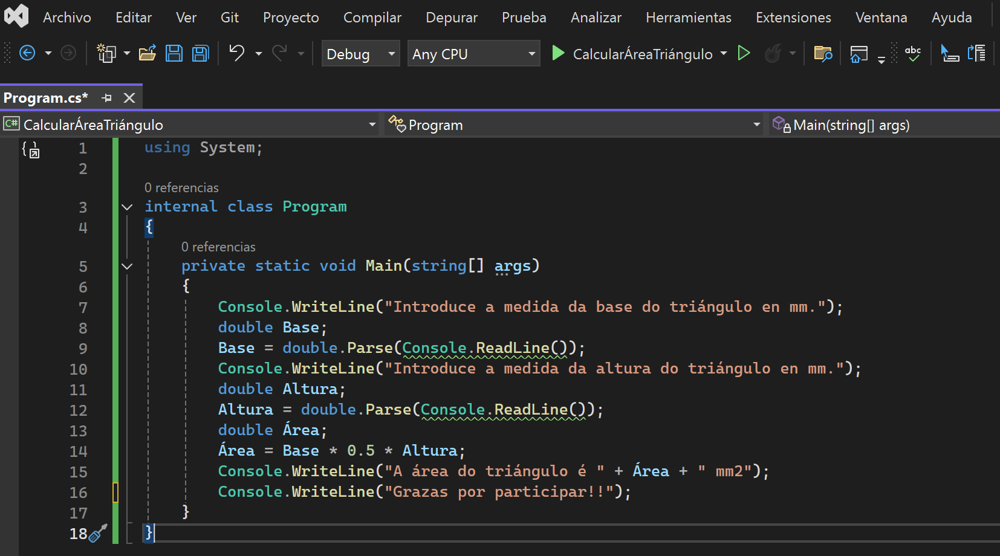 Archivo Editar Ver Git Proyecto Compilar Depurar Prueba Analizar Herramientas Extensiones Ventana Ayuda
Debug Any CPU CalcularÁreaTriángulo abc
Program.cs*
C# CalcularÁreaTriángulo Program Main(string[] args)
1 using System;
2
0 referencias
3 internal class Program
4 {
0 referencias
5 private static void Main(string[] args)
6 {
7 Console.WriteLine("Introduce a medida da base do triángulo en mm.");
8 double Base;
9 Base = double.Parse(Console.ReadLine());
10 Console.WriteLine("Introduce a medida da altura do triángulo en mm.");
11 double Altura;
12 Altura = double.Parse(Console.ReadLine());
13 double Área;
14 Área = Base * 0.5 * Altura;
15 Console.WriteLine("A área do triángulo é " + Área + " mm2");
16 Console.WriteLine("Grazas por participar!!");
17 }
18 }